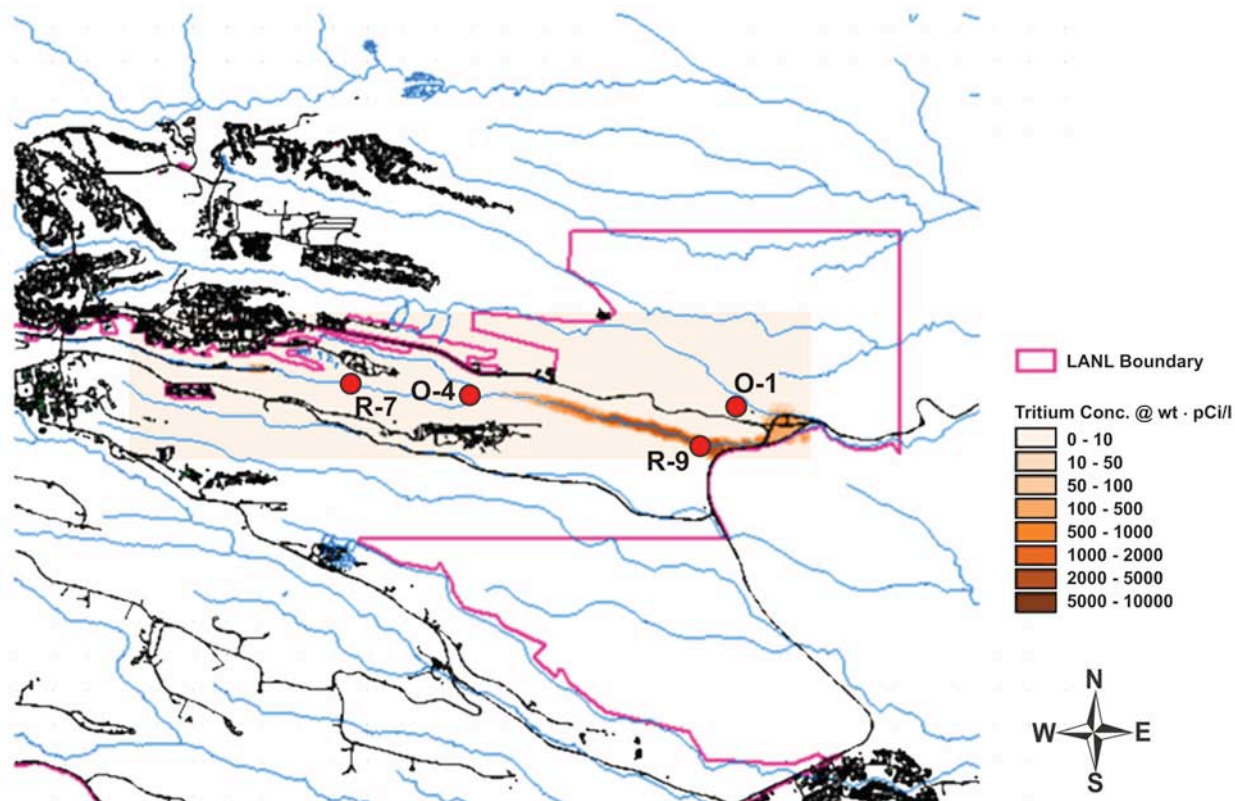 O-1
O-4
R-7
R-9
LANL Boundary
Tritium Conc. @ wt · pCi/l
0 - 10
10 - 50
50 - 100
100 - 500
500 - 1000
1000 - 2000
2000 - 5000
5000 - 10000
N
W E
S